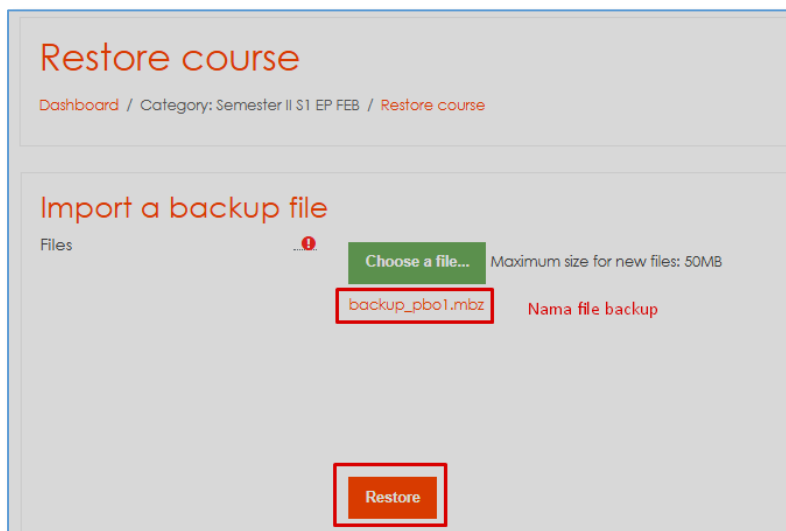 Restore course
Dashboard / Category: Semester II S1 EP FEB / Restore course
Import a backup file
Files
Choose a file... Maximum size for new files: 50MB
backup_pbo1.mbz Nama file backup
Restore